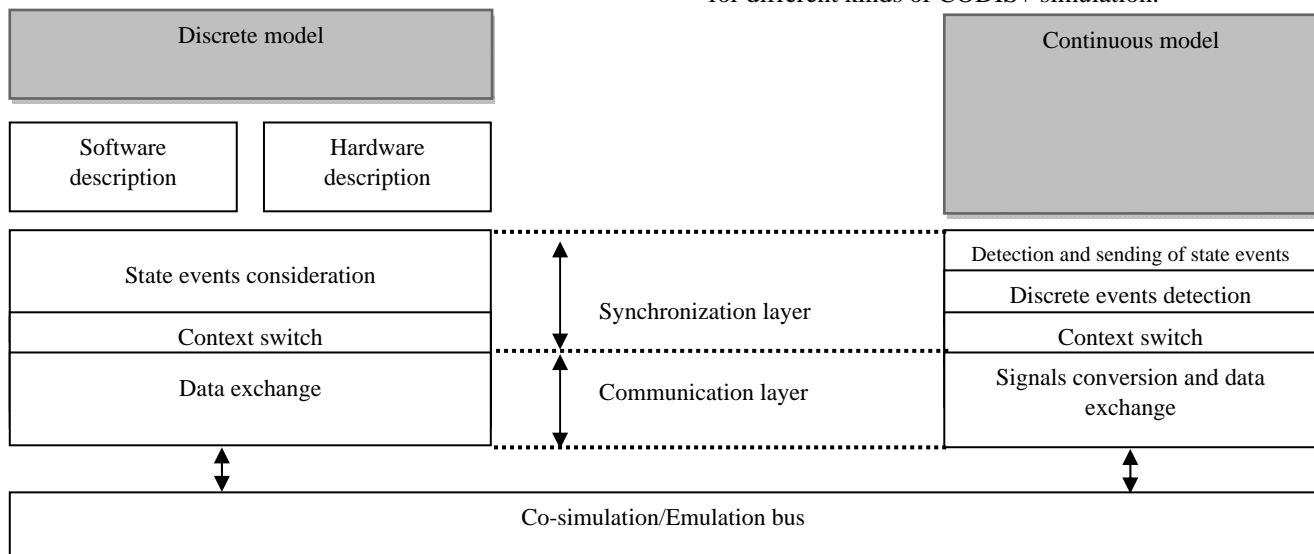 for different kinds of CODIS+ simulation.
Discrete model
Continuous model
Software
description
Hardware
description
State events consideration
Context switch
Data exchange
Synchronization layer
Communication layer
Detection and sending of state events
Discrete events detection
Context switch
Signals conversion and data
exchange
Co-simulation/Emulation bus